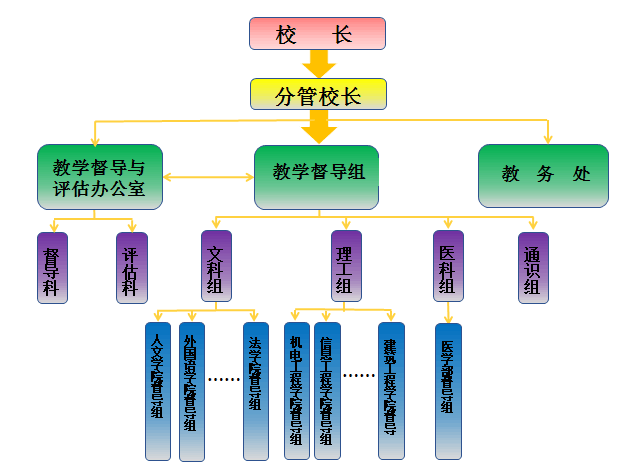 校 长
分管校长
教学督导与
评估办公室
教学督导组
教 务 处
督导科
评估科
文科组
理工组
医科组
通识组
人文学院督导组
外国语学院督导组
……
法学院督导组
机电工程学院督导组
信息工程学院督导组
……
建筑工程学院督导
医学部督导组